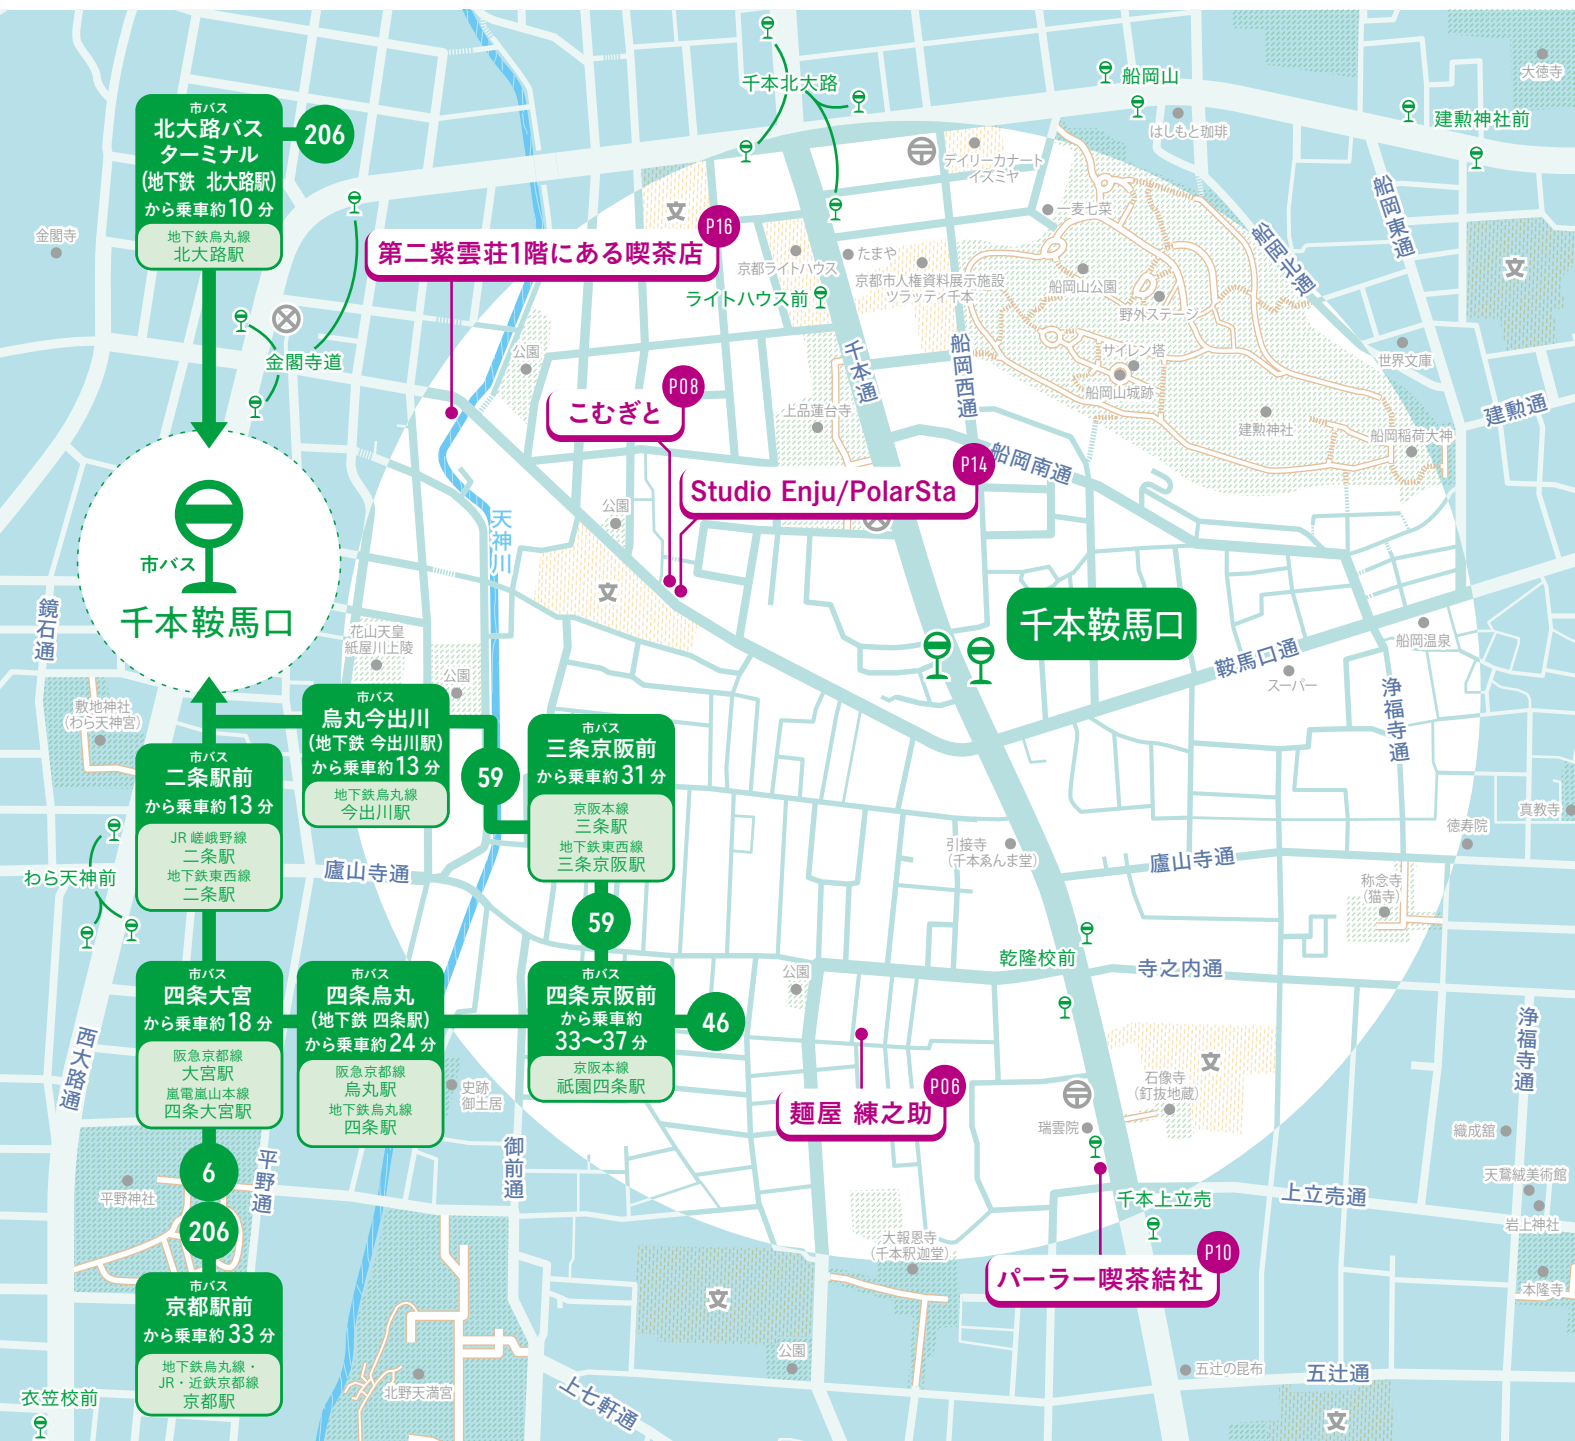 市バス
北大路バス
ターミナル
(地下鉄 北大路駅)
から乗車約10分
地下鉄烏丸線
北大路駅
206
金閣寺
金閣寺道
市バス
千本鞍馬口
鏡石通
敷地神社
(わら天神宮)
わら天神前
西大路通
平野神社
平野通
衣笠校前
市バス
烏丸今出川
(地下鉄 今出川駅)
から乗車約13分
地下鉄烏丸線
今出川駅
59
市バス
三条京阪前
から乗車約31分
京阪本線
三条駅
地下鉄東西線
三条京阪駅
59
市バス
二条駅前
から乗車約13分
JR嵯峨野線
二条駅
地下鉄東西線
二条駅
市バス
四条大宮
から乗車約18分
阪急京都線
大宮駅
嵐電嵐山本線
四条大宮駅
市バス
四条烏丸
(地下鉄 四条駅)
から乗車約24分
阪急京都線
烏丸駅
地下鉄烏丸線
四条駅
市バス
四条京阪前
から乗車約
33〜37分
京阪本線
祇園四条駅
46
6
206
市バス
京都駅前
から乗車約33分
地下鉄烏丸線・
JR・近鉄京都線
京都駅
千本北大路
船岡山
はしもと珈琲
大徳寺
建勲神社前
デイリーカナート
イズミヤ
一麦七菜
船岡東通
船岡北通
文
文
P16
第二紫雲荘1階にある喫茶店
京都ライトハウス
たまや
京都市人権資料展示施設
ツラッティ千本
ライトハウス前
船岡山公園
野外ステージ
サイレン塔
船岡山城跡
世界文庫
建勲神社
船岡稲荷大神
建勲通
千本通
船岡西通
公園
P08
こむぎと
上品蓮台寺
P14
Studio Enju/PolarSta
船岡南通
公園
天神川
文
千本鞍馬口
花山天皇
紙屋川上陵
公園
鞍馬口通
船岡温泉
スーパー
浄福寺通
引接寺
(千本ゑんま堂)
真教寺
徳寿院
廬山寺通
廬山寺通
称念寺
(猫寺)
乾隆校前
寺之内通
公園
浄福寺通
石像寺
(釘抜地蔵)
文
史跡
御土居
P06
麺屋 練之助
瑞雲院
織成舘
天鵞絨美術館
岩上神社
御前通
千本上立売
上立売通
大報恩寺
(千本釈迦堂)
P10
パーラー喫茶結社
本隆寺
文
公園
五辻の昆布
五辻通
北野天満宮
上七軒通
文